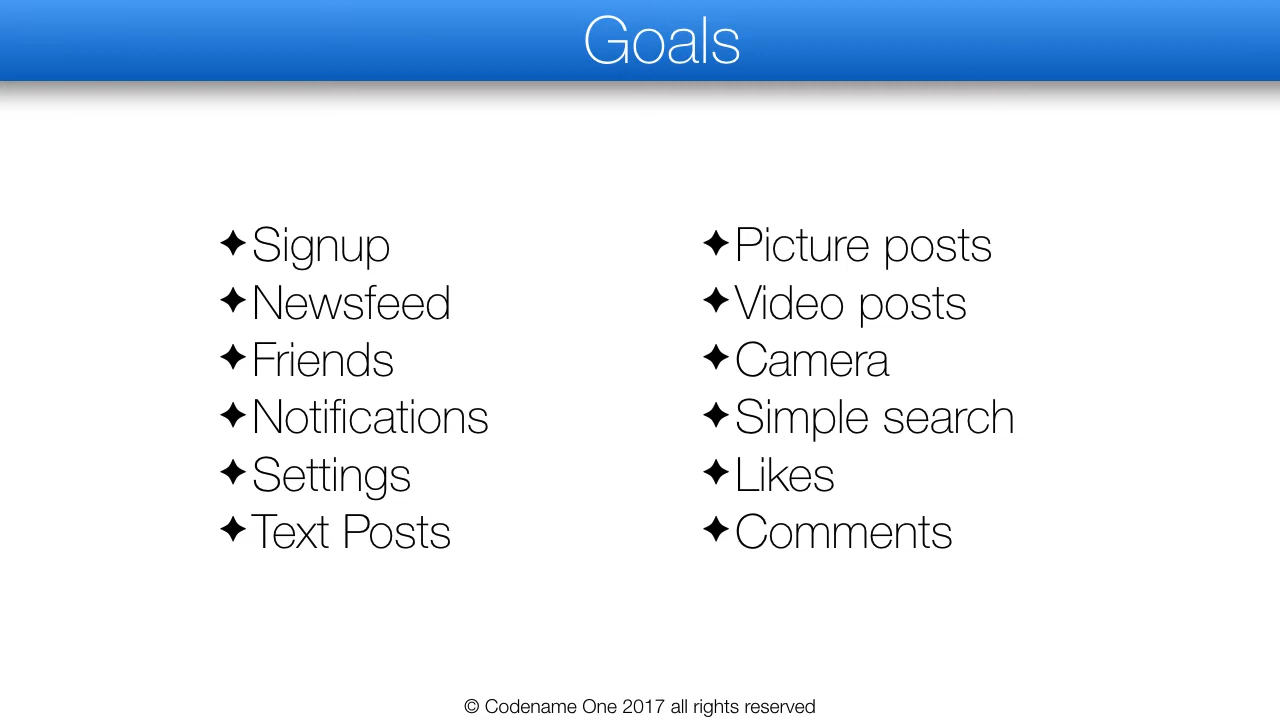 Goals
✦Signup
✦Newsfeed
✦Friends
✦Notifications
✦Settings
✦Text Posts
✦Picture posts
✦Video posts
✦Camera
✦Simple search
✦Likes
✦Comments
© Codename One 2017 all rights reserved